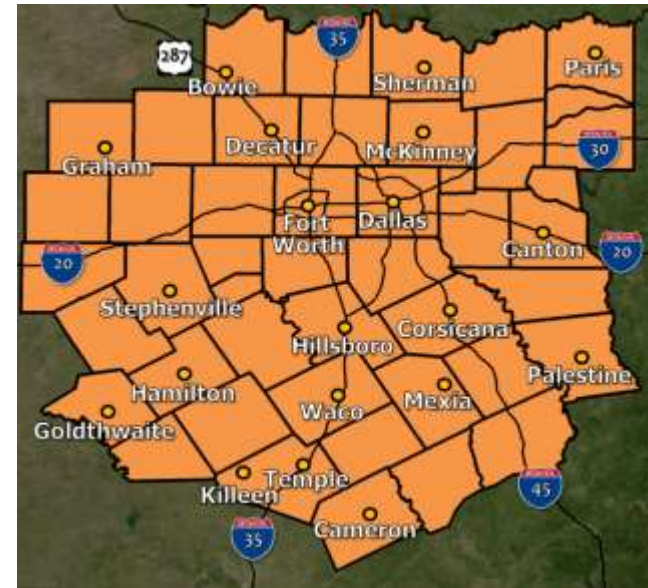 35
287
Bowie
Sherman
Paris
Decatur
McKinney
30
Graham
Fort
Worth
Dallas
Canton
20
20
Stephenville
Corsicana
Hillsboro
Palestine
Hamilton
Mexia
Waco
Goldthwaite
Temple
Killeen
45
Cameron
35